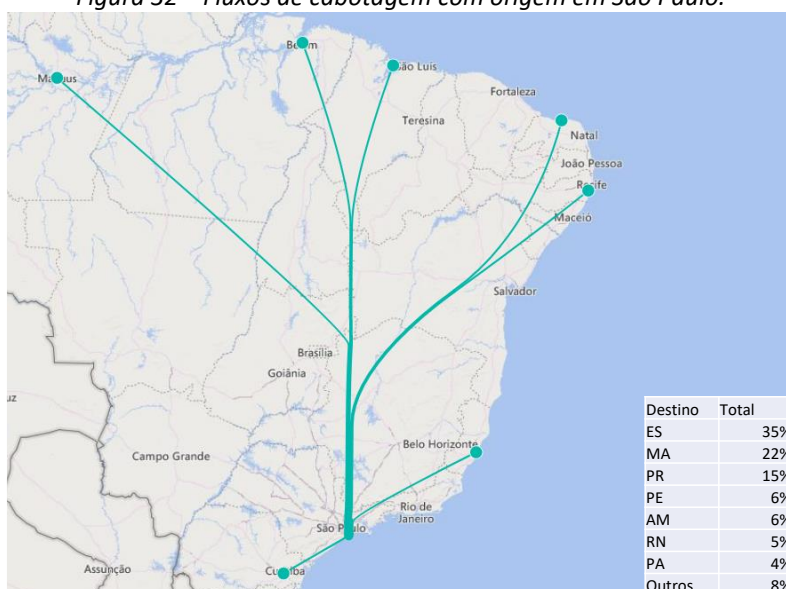 Figura 32 – Fluxos de cabotagem com origem em São Paulo.
Belém
São Luís
Manaus
Fortaleza
Teresina
Natal
João Pessoa
Recife
Maceió
Salvador
Brasília
Goiânia
Belo Horizonte
Campo Grande
Rio de
Janeiro
São Paulo
Assunção
Curitiba
Destino Total
ES 35%
MA 22%
PR 15%
PE 6%
AM 6%
RN 5%
PA 4%
Outros 8%